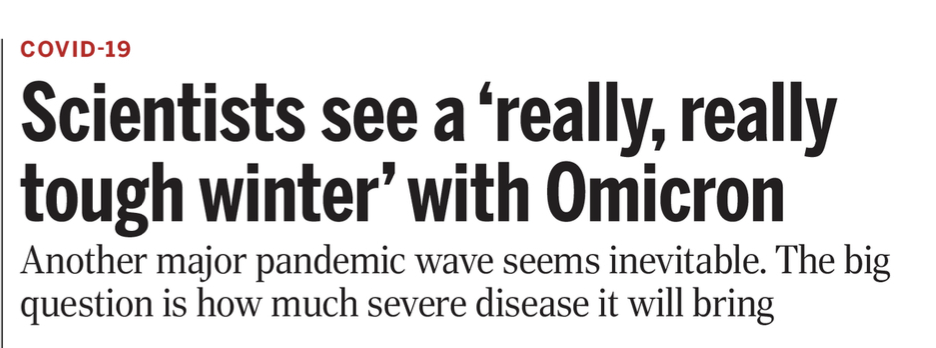 COVID-19
Scientists see a ‘really, really
tough winter’ with Omicron
Another major pandemic wave seems inevitable. The big
question is how much severe disease it will bring